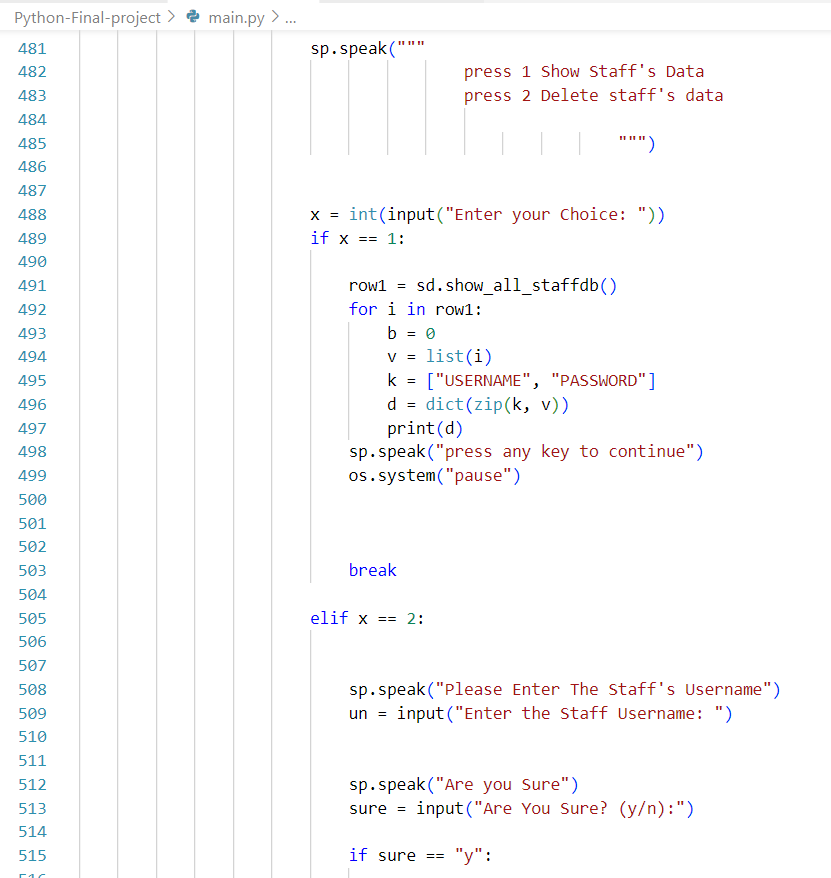 Python-Final-project > main.py > ...
481 sp.speak("""
482 press 1 Show Staff's Data
483 press 2 Delete staff's data
484
485 """)
486
487
488 x = int(input("Enter your Choice: "))
489 if x == 1:
490
491 row1 = sd.show_all_staffdb()
492 for i in row1:
493 b = 0
494 v = list(i)
495 k = ["USERNAME", "PASSWORD"]
496 d = dict(zip(k, v))
497 print(d)
498 sp.speak("press any key to continue")
499 os.system("pause")
500
501
502
503 break
504
505 elif x == 2:
506
507
508 sp.speak("Please Enter The Staff's Username")
509 un = input("Enter the Staff Username: ")
510
511
512 sp.speak("Are you Sure")
513 sure = input("Are You Sure? (y/n):")
514
515 if sure == "y":
516